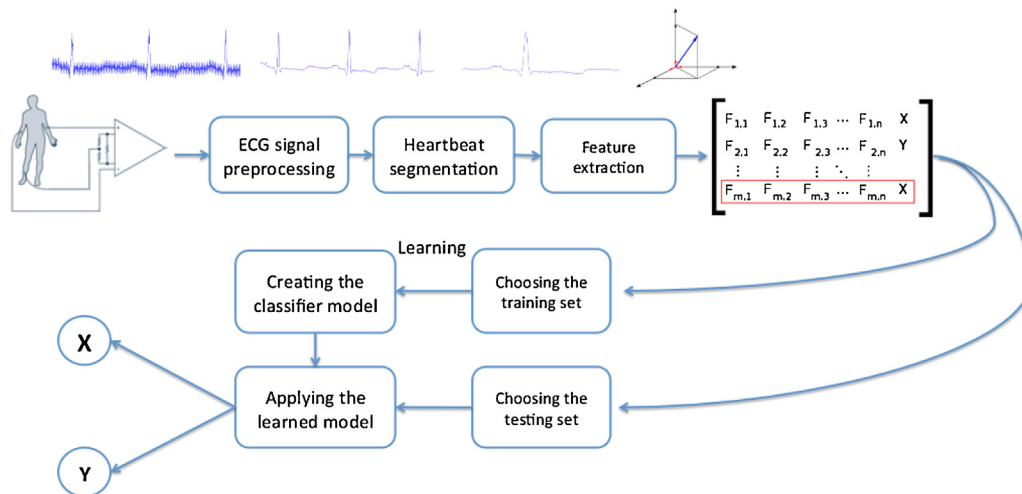 ECG signal
preprocessing
Heartbeat
segmentation
Feature
extraction
F1,1 F1,2 F1,3 ... F1,n X
F2,1 F2,2 F2,3 ... F2,n Y
⋮ ⋮ ⋮ ⋱ ⋮
Fm,1 Fm,2 Fm,3 ... Fm,n X
Learning
Creating the
classifier model
Choosing the
training set
X
Applying the
learned model
Choosing the
testing set
Y